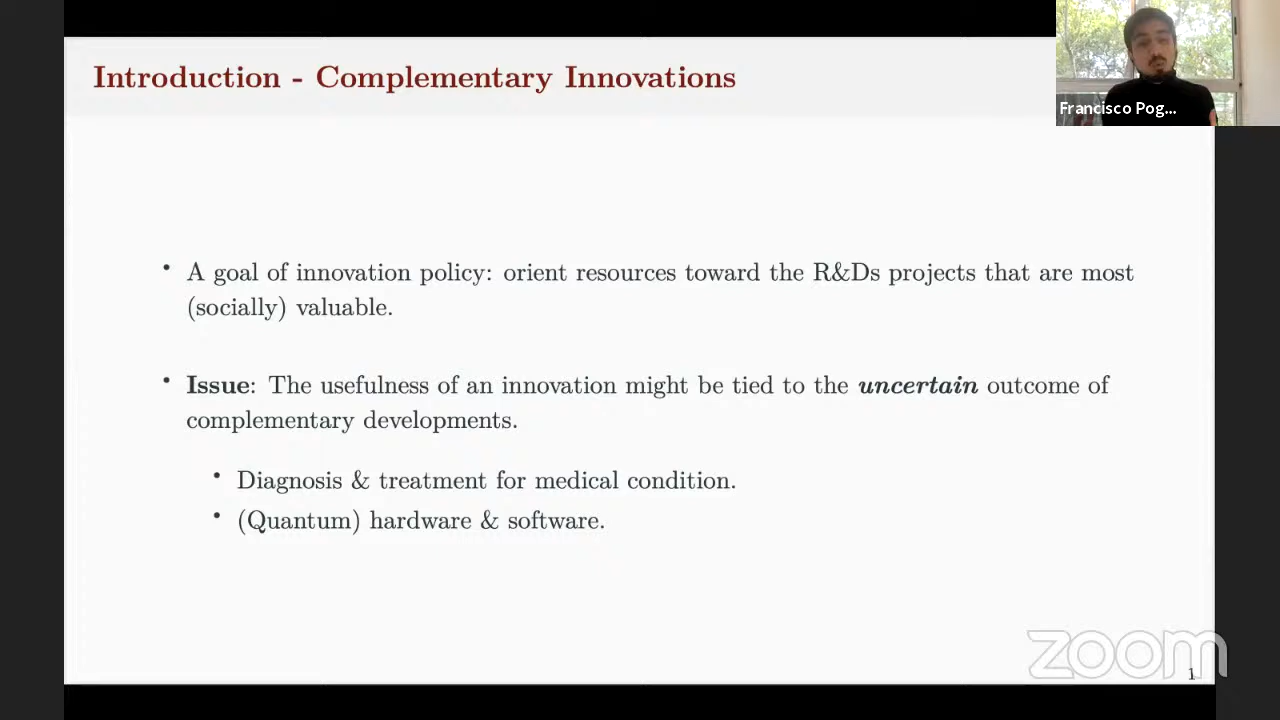 Introduction - Complementary Innovations
Francisco Pog...
• A goal of innovation policy: orient resources toward the R&Ds projects that are most
(socially) valuable.
• Issue: The usefulness of an innovation might be tied to the uncertain outcome of
complementary developments.
• Diagnosis & treatment for medical condition.
• (Quantum) hardware & software.
zoom
1